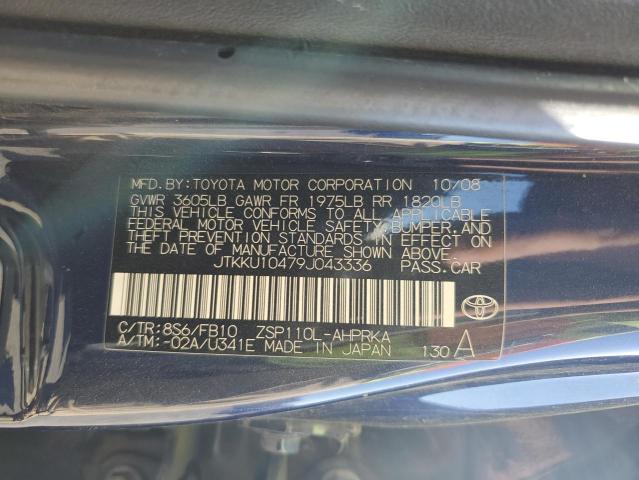 MFD.BY:TOYOTA MOTOR CORPORATION 10/08
GVWR 3605LB GAWR FR 1975LB RR 1820LB
THIS VEHICLE CONFORMS TO ALL APPLICABLE
FEDERAL MOTOR VEHICLE SAFETY,BUMPER,AND
THEFT PREVENTION STANDARDS IN EFFECT ON
THE DATE OF MANUFACTURE SHOWN ABOVE.
JTKKU10479J043336 PASS.CAR
C/TR:8S6/FB10 ZSP110L-AHPRKA
A/TM:-02A/U341E MADE IN JAPAN 130 A